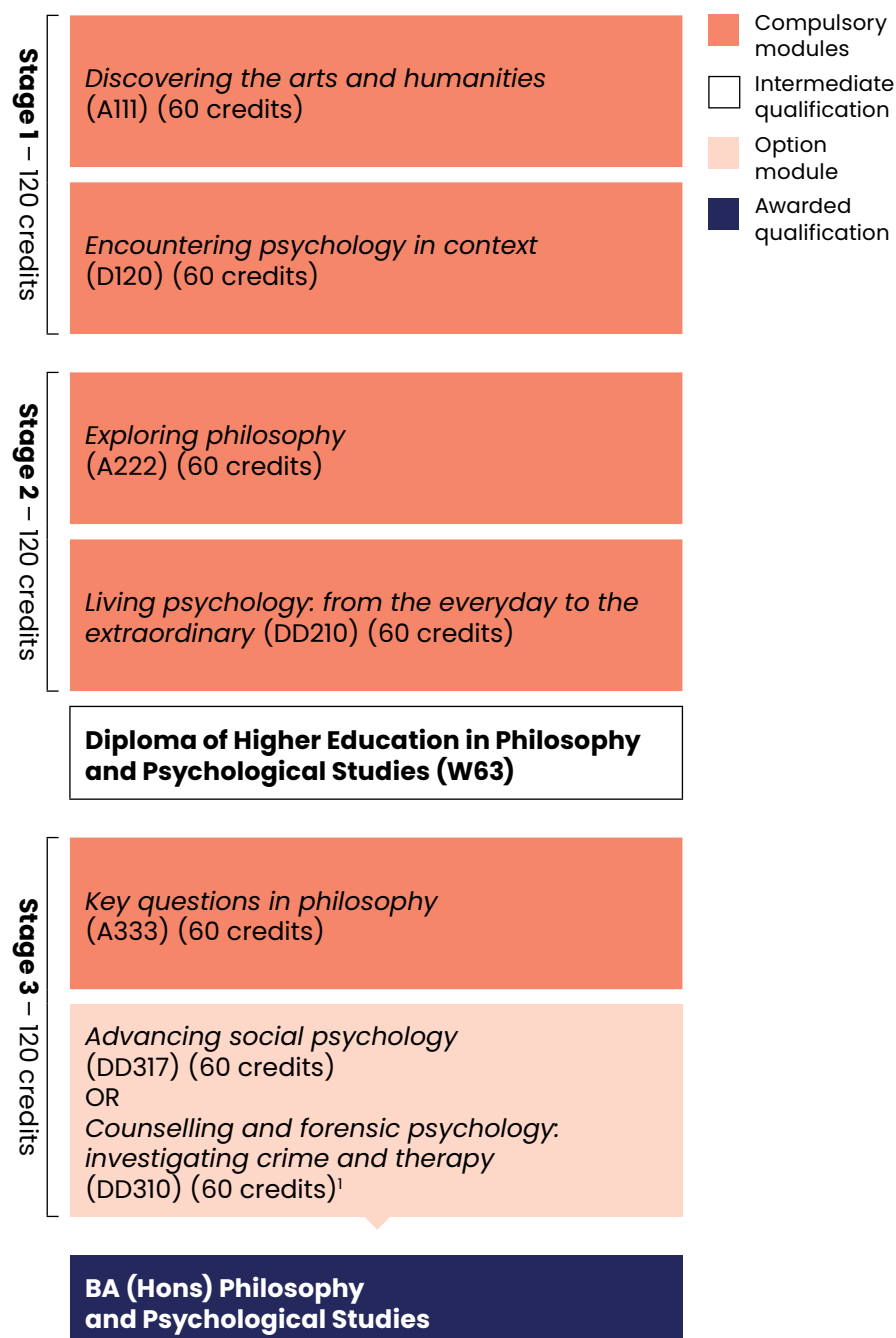 Stage 1 – 120 credits
Discovering the arts and humanities
(A111) (60 credits)
Encountering psychology in context
(D120) (60 credits)
Compulsory
modules
Intermediate
qualification
Option
module
Awarded
qualification
Stage 2 – 120 credits
Exploring philosophy
(A222) (60 credits)
Living psychology: from the everyday to the
extraordinary (DD210) (60 credits)
Diploma of Higher Education in Philosophy
and Psychological Studies (W63)
Stage 3 – 120 credits
Key questions in philosophy
(A333) (60 credits)
Advancing social psychology
(DD317) (60 credits)
OR
Counselling and forensic psychology:
investigating crime and therapy
(DD310) (60 credits)¹
BA (Hons) Philosophy
and Psychological Studies